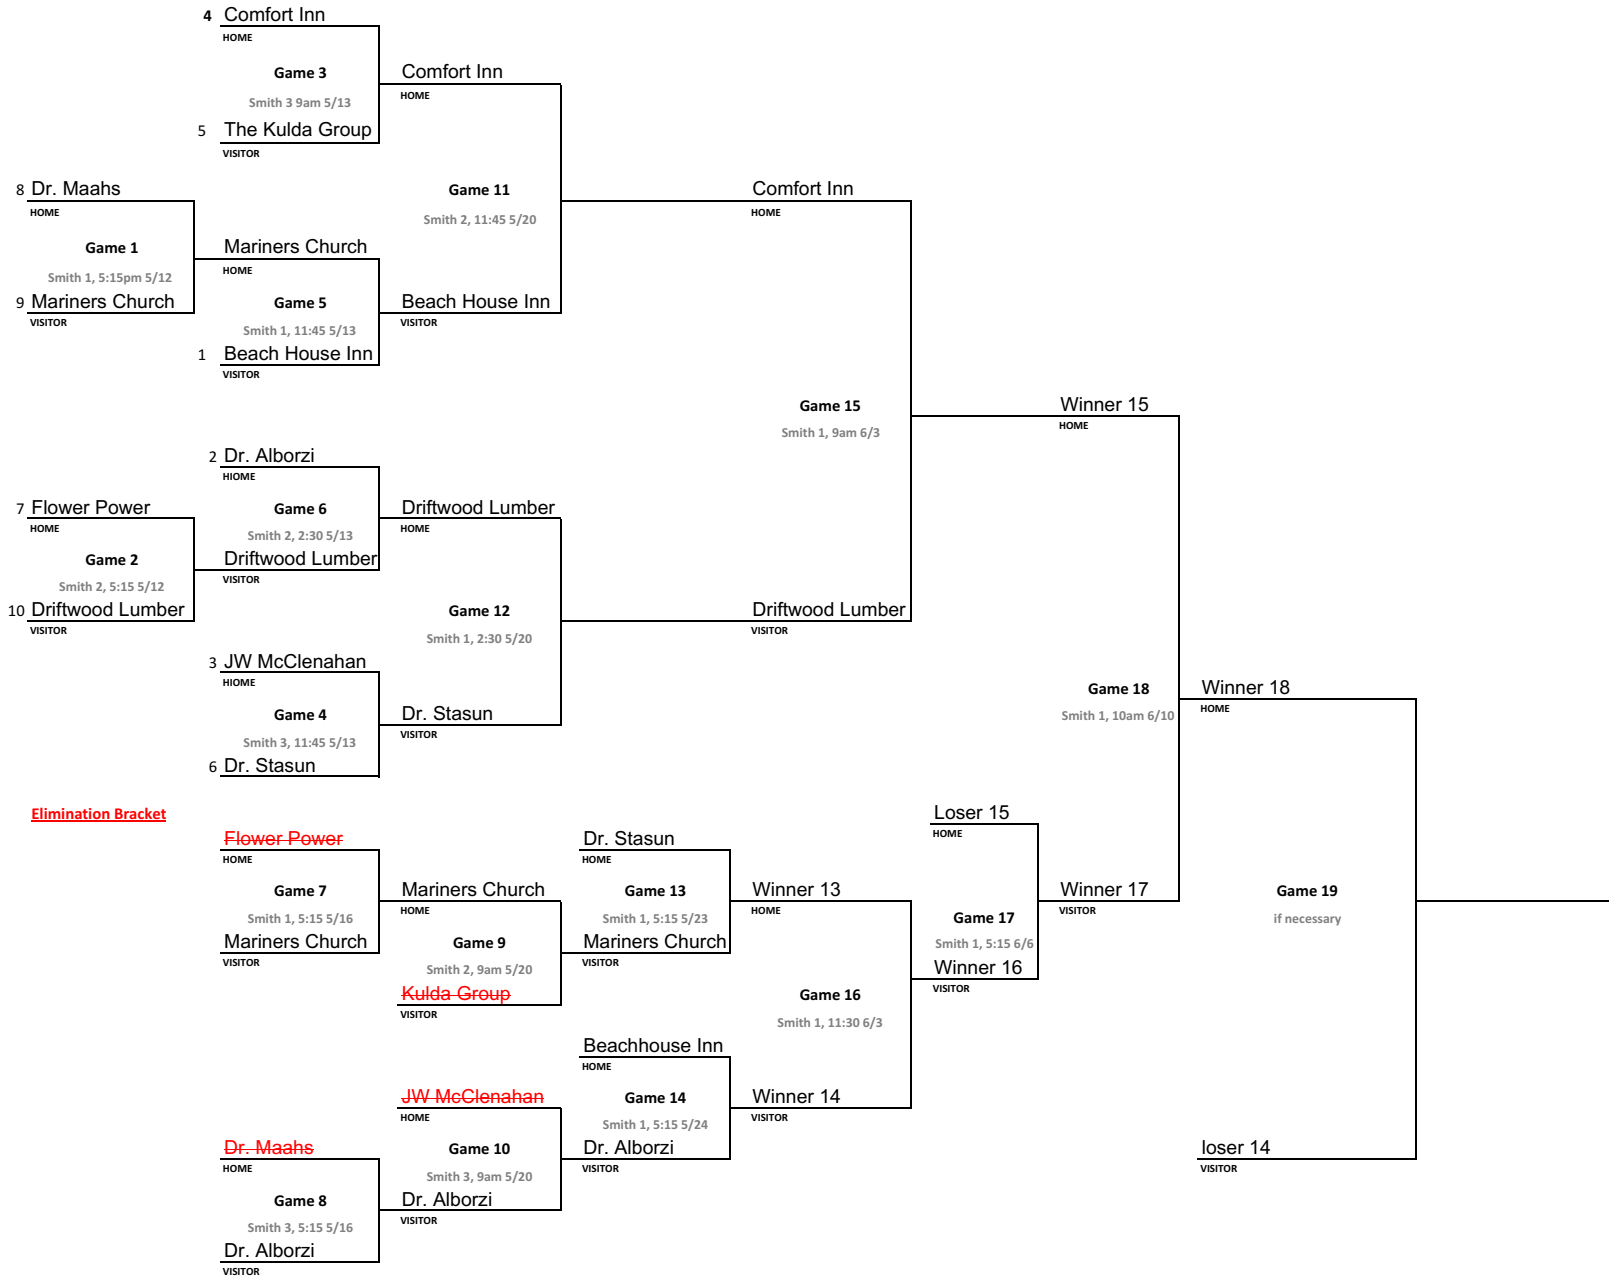 4 Comfort Inn
HOME
Game 3
Smith 3 9am 5/13
5 The Kulda Group
VISITOR
Comfort Inn
HOME
8 Dr. Maahs
HOME
Game 1
Smith 1, 5:15pm 5/12
9 Mariners Church
VISITOR
Mariners Church
HOME
Game 5
Smith 1, 11:45 5/13
1 Beach House Inn
VISITOR
Game 11
Smith 2, 11:45 5/20
Beach House Inn
VISITOR
Comfort Inn
HOME
Game 15
Smith 1, 9am 6/3
Winner 15
HOME
2 Dr. Alborzi
HIOME
Game 6
Smith 2, 2:30 5/13
Driftwood Lumber
VISITOR
7 Flower Power
HOME
Game 2
Smith 2, 5:15 5/12
10 Driftwood Lumber
VISITOR
Driftwood Lumber
HOME
Game 12
Smith 1, 2:30 5/20
Driftwood Lumber
VISITOR
3 JW McClenahan
HIOME
Game 4
Smith 3, 11:45 5/13
6 Dr. Stasun
Dr. Stasun
VISITOR
Game 18
Smith 1, 10am 6/10
Winner 18
HOME
Elimination Bracket
Flower Power
HOME
Game 7
Smith 1, 5:15 5/16
Mariners Church
VISITOR
Mariners Church
HOME
Game 9
Smith 2, 9am 5/20
Kulda Group
VISITOR
Dr. Stasun
HOME
Game 13
Smith 1, 5:15 5/23
Mariners Church
VISITOR
Winner 13
HOME
Game 16
Smith 1, 11:30 6/3
Loser 15
HOME
Game 17
Smith 1, 5:15 6/6
Winner 16
VISITOR
Winner 17
VISITOR
Game 19
if necessary
Beachhouse Inn
HOME
Game 14
Smith 1, 5:15 5/24
Dr. Alborzi
VISITOR
Winner 14
VISITOR
JW McClenahan
HOME
Game 10
Smith 3, 9am 5/20
Dr. Alborzi
VISITOR
Dr. Maahs
HOME
Game 8
Smith 3, 5:15 5/16
Dr. Alborzi
VISITOR
loser 14
VISITOR